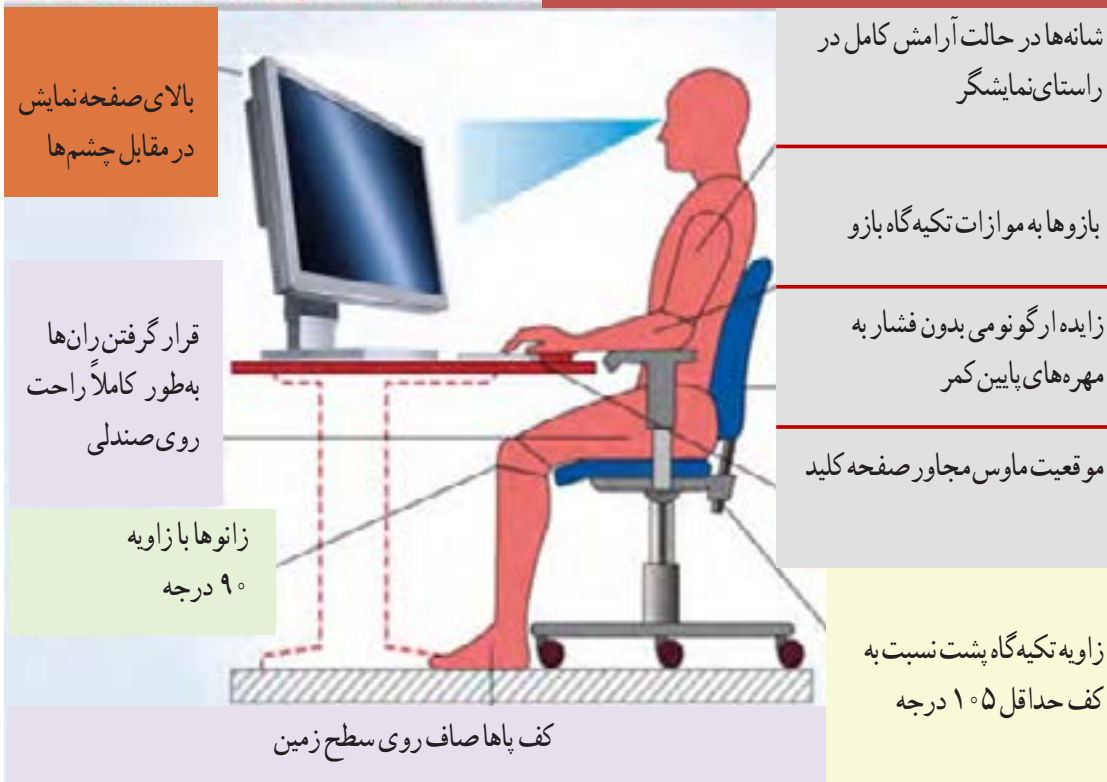 شانه‌ها در حالت آرامش کامل در
راستای نمایشگر
بازوها به موازات تکیه‌گاه بازو
زایده ارگونومی بدون فشار به
مهره‌های پایین کمر
موقعیت ماوس مجاور صفحه کلید
زاویه تکیه‌گاه پشت نسبت به
کف حداقل ۱۰۵ درجه
بالای صفحه نمایش
در مقابل چشم‌ها
قرار گرفتن ران‌ها
به‌طور کاملاً راحت
روی صندلی
زانوها با زاویه
۹۰ درجه
کف پاها صاف روی سطح زمین